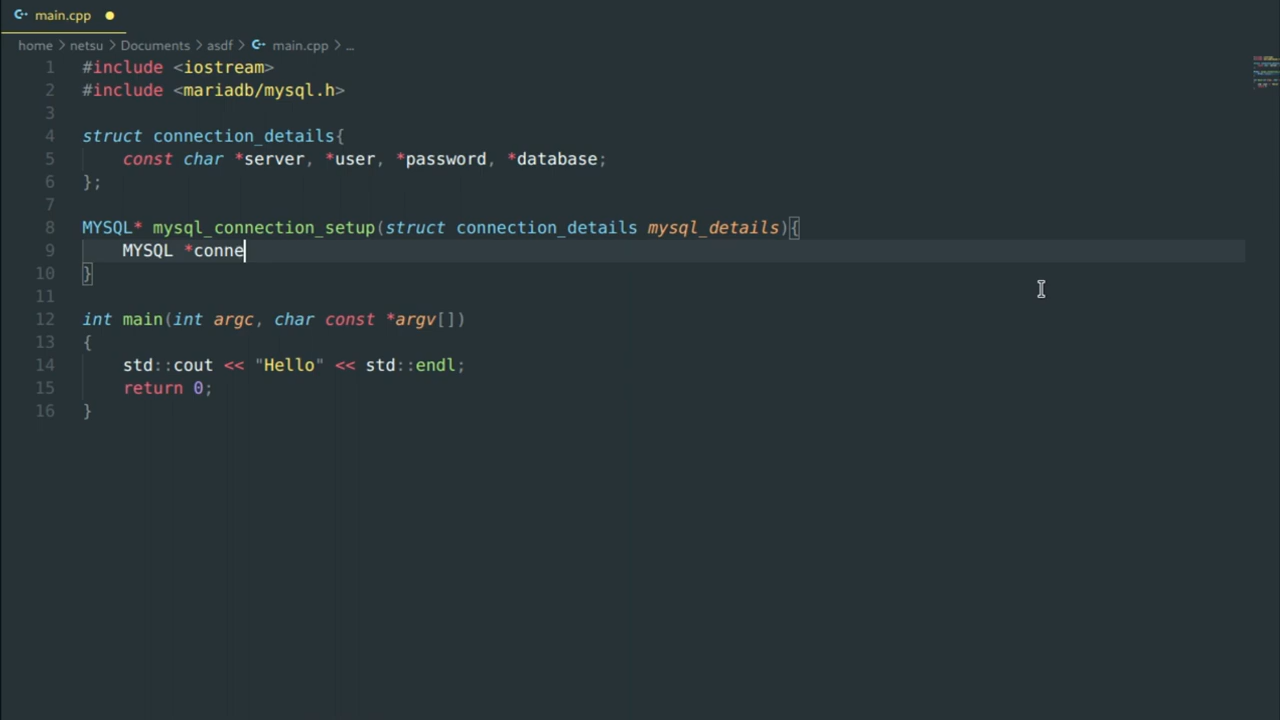 main.cpp
home > netsu > Documents > asdf > main.cpp > ...
1 #include <iostream>
2 #include <mariadb/mysql.h>
3
4 struct connection_details{
5     const char *server, *user, *password, *database;
6 };
7
8 MYSQL* mysql_connection_setup(struct connection_details mysql_details){
9     MYSQL *conne
10 }
11
12 int main(int argc, char const *argv[])
13 {
14     std::cout << "Hello" << std::endl;
15     return 0;
16 }